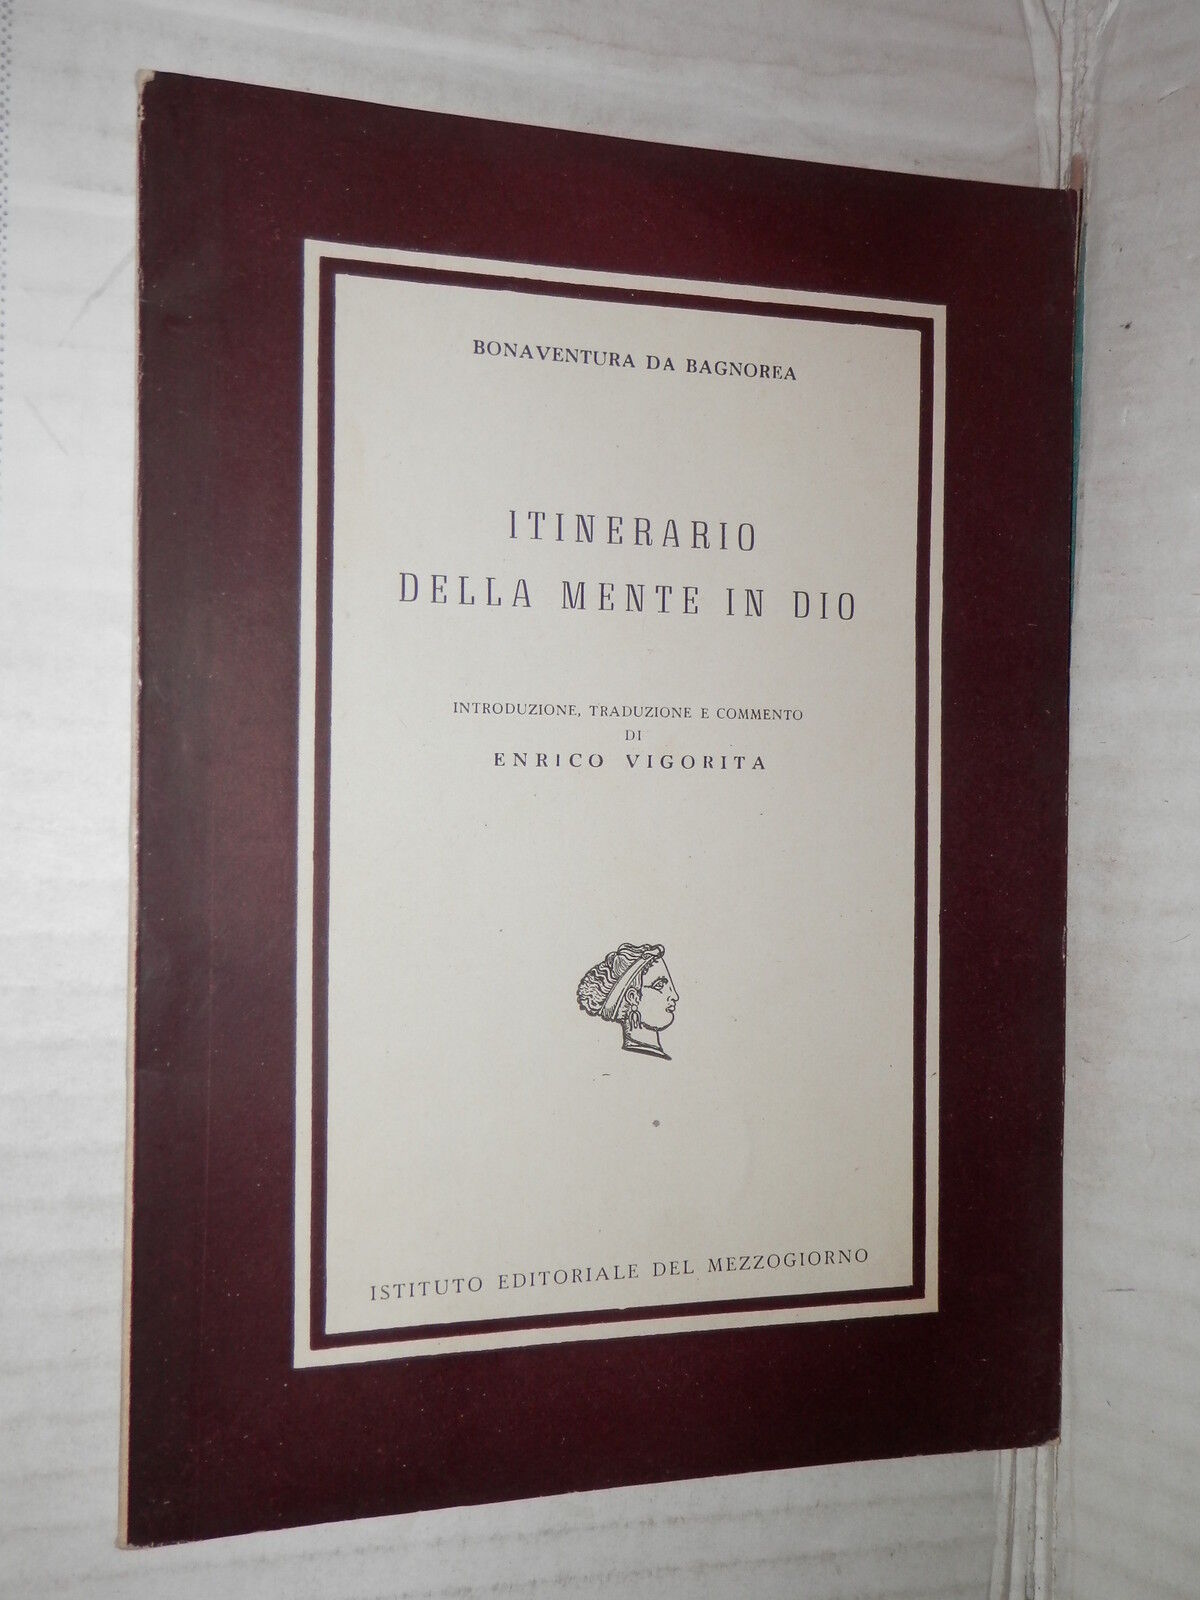 BONAVENTURA DA BAGNOREA
ITINERARIO
DELLA MENTE IN DIO
INTRODUZIONE, TRADUZIONE E COMMENTO
DI
ENRICO VIGORITA
ISTITUTO EDITORIALE DEL MEZZOGIORNO